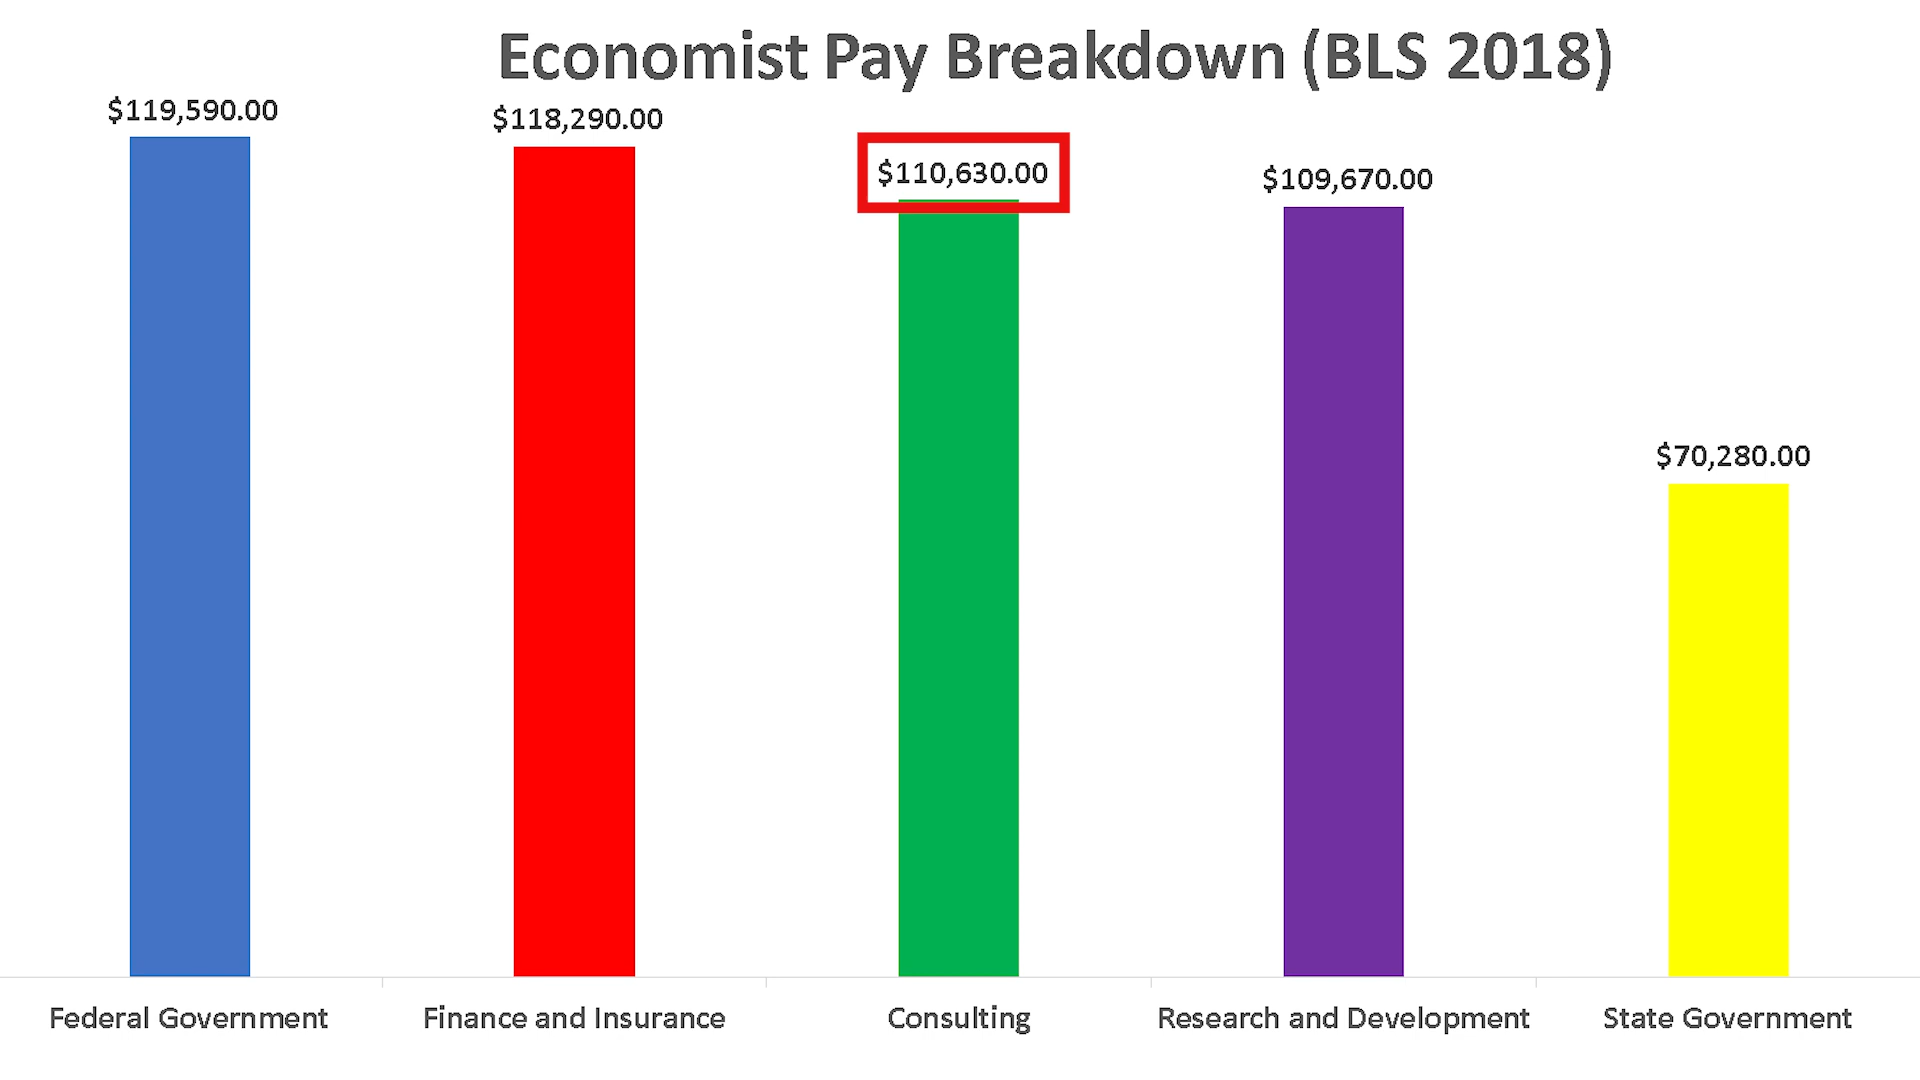 Economist Pay Breakdown (BLS 2018)
$119,590.00
$118,290.00
$110,630.00
$109,670.00
$70,280.00
Federal Government
Finance and Insurance
Consulting
Research and Development
State Government